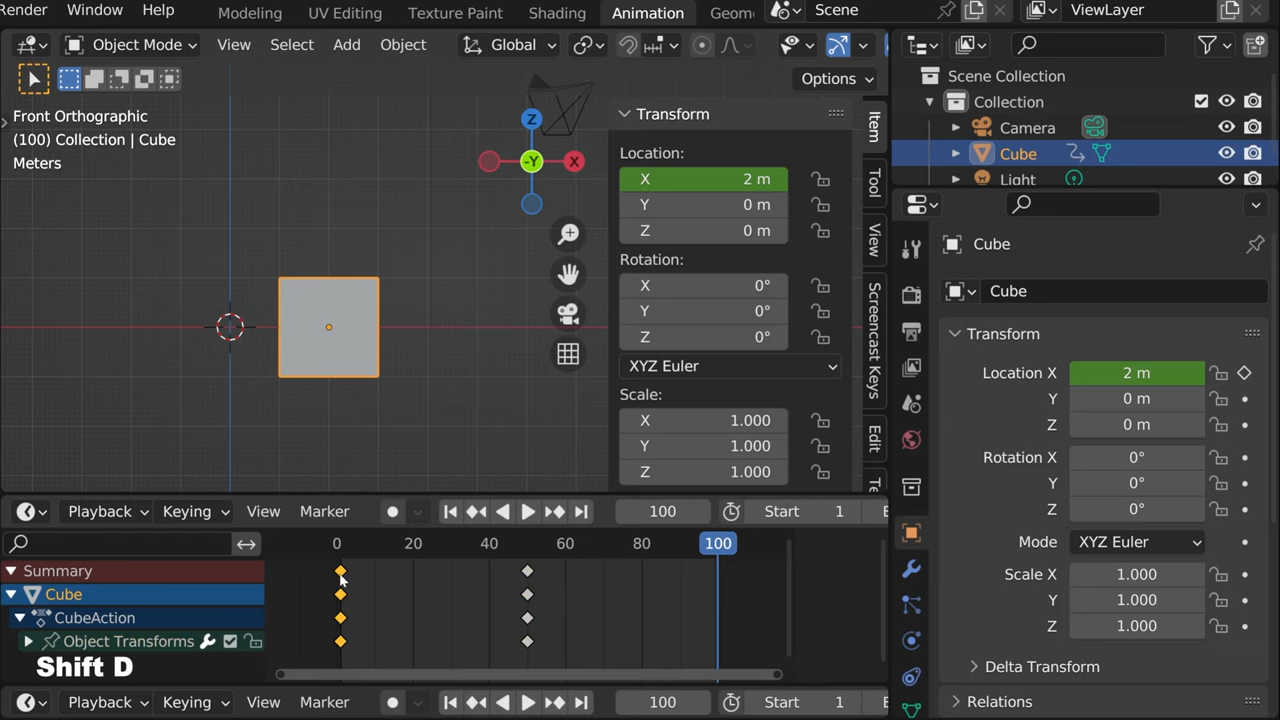 Render Window Help Modeling UV Editing Texture Paint Shading Animation Geom Scene ViewLayer
Object Mode View Select Add Object Global
Options
Front Orthographic
(100) Collection | Cube
Meters
Z
-Y
X
Transform
Location:
X 2 m
Y 0 m
Z 0 m
Rotation:
X 0°
Y 0°
Z 0°
XYZ Euler
Scale:
X 1.000
Y 1.000
Z 1.000
Item
Tool
View
Screencast Keys
Edit
Te
Scene Collection
Collection
Camera
Cube
Light
Cube
Cube
Transform
Location X 2 m
Y 0 m
Z 0 m
Rotation X 0°
Y 0°
Z 0°
Mode XYZ Euler
Scale X 1.000
Y 1.000
Z 1.000
Delta Transform
Relations
Playback Keying View Marker 100 Start 1 E
0 20 40 60 80 100
Summary
Cube
CubeAction
Object Transforms
Shift D
Playback Keying View Marker 100 Start 1 E